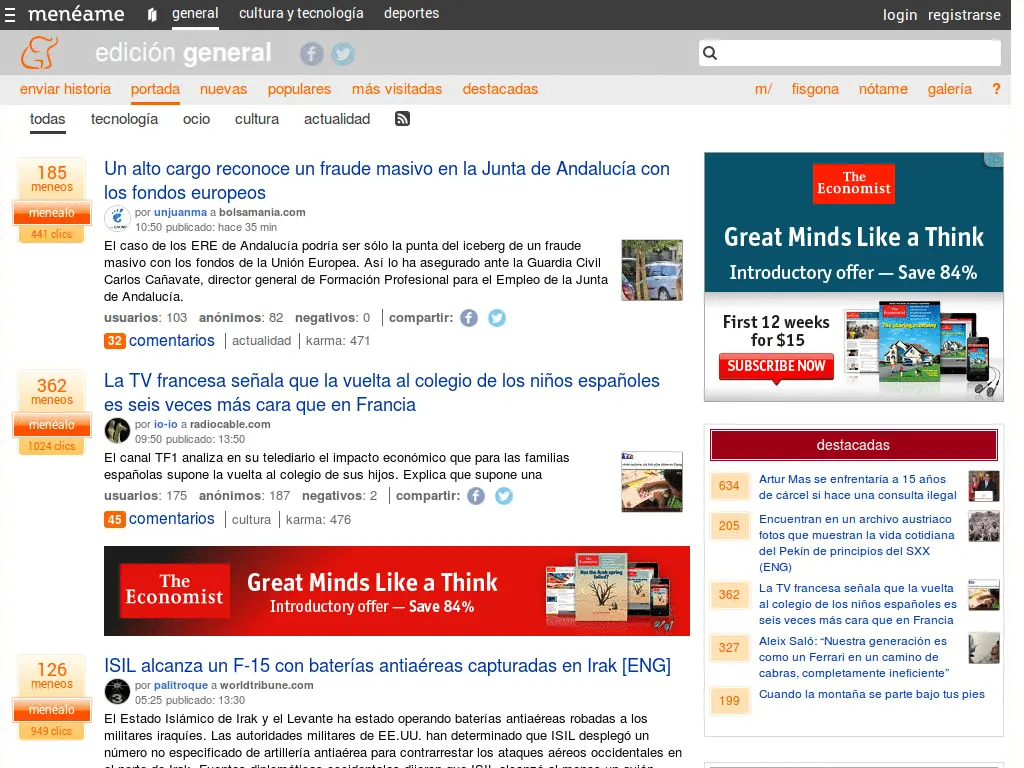 menéame general cultura y tecnología deportes login registrarse
edición general
enviar historia portada nuevas populares más visitadas destacadas m/ fisgona nótame galería ?
todas tecnología ocio cultura actualidad
185
meneos
menéalo
441 clics
Un alto cargo reconoce un fraude masivo en la Junta de Andalucía con
los fondos europeos
por unjuanma a bolsamania.com
10:50 publicado: hace 35 min
El caso de los ERE de Andalucía podría ser sólo la punta del iceberg de un fraude
masivo con los fondos de la Unión Europea. Así lo ha asegurado ante la Guardia Civil
Carlos Cañavate, director general de Formación Profesional para el Empleo de la Junta
de Andalucía.
usuarios: 103 anónimos: 82 negativos: 0 compartir:
32 comentarios actualidad karma: 471
362
meneos
menéalo
1024 clics
La TV francesa señala que la vuelta al colegio de los niños españoles
es seis veces más cara que en Francia
por io-io a radiocable.com
09:50 publicado: 13:50
El canal TF1 analiza en su telediario el impacto económico que para las familias
españolas supone la vuelta al colegio de sus hijos. Explica que supone una
usuarios: 175 anónimos: 187 negativos: 2 compartir:
45 comentarios cultura karma: 476
The
Economist
Great Minds Like a Think
Introductory offer — Save 84%
126
meneos
menéalo
949 clics
ISIL alcanza un F-15 con baterías antiaéreas capturadas en Irak [ENG]
por palitroque a worldtribune.com
05:25 publicado: 13:30
El Estado Islámico de Irak y el Levante ha estado operando baterías antiaéreas robadas a los
militares iraquíes. Las autoridades militares de EE.UU. han determinado que ISIL desplegó un
número no especificado de artillería antiaérea para contrarrestar los ataques aéreos occidentales en
The
Economist
Great Minds Like a Think
Introductory offer — Save 84%
First 12 weeks
for $15
SUBSCRIBE NOW
destacadas
634 Artur Mas se enfrentaría a 15 años
de cárcel si hace una consulta ilegal
205 Encuentran en un archivo austriaco
fotos que muestran la vida cotidiana
del Pekín de principios del SXX
(ENG)
362 La TV francesa señala que la vuelta
al colegio de los niños españoles es
seis veces más cara que en Francia
327 Aleix Saló: “Nuestra generación es
como un Ferrari en un camino de
cabras, completamente ineficiente”
199 Cuando la montaña se parte bajo tus pies